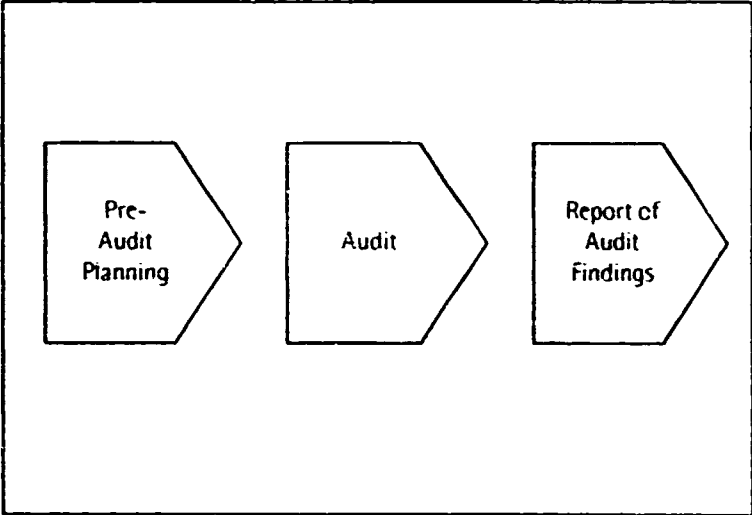 Pre-
Audit
Planning
Audit
Report of
Audit
Findings